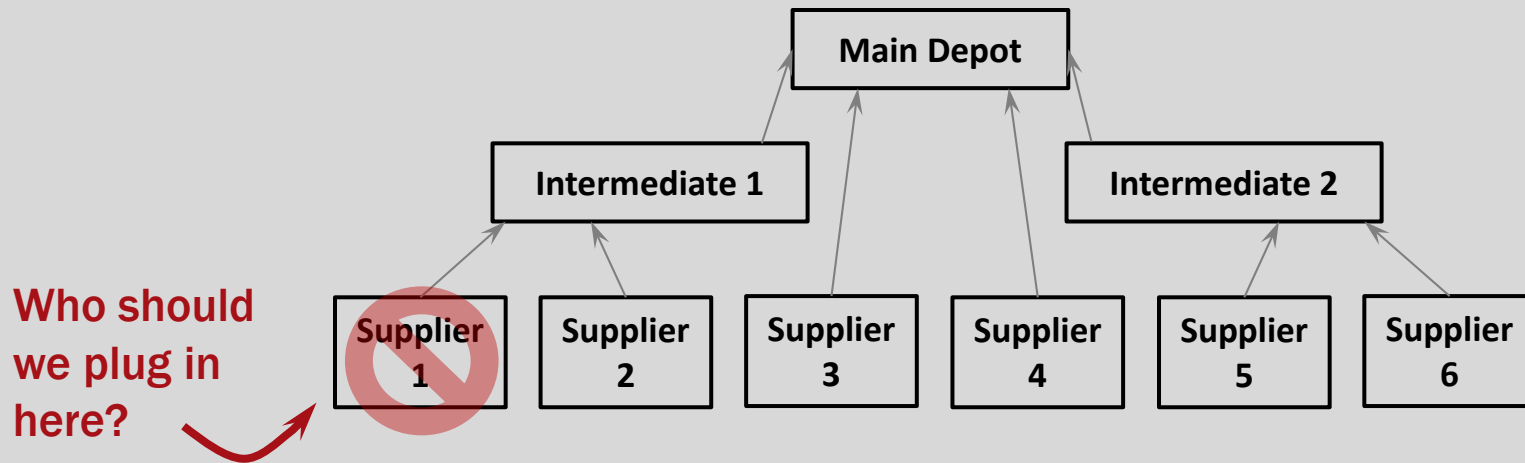 Main Depot
Intermediate 1
Intermediate 2
Who should
we plug in
here?
Supplier
1
Supplier
2
Supplier
3
Supplier
4
Supplier
5
Supplier
6